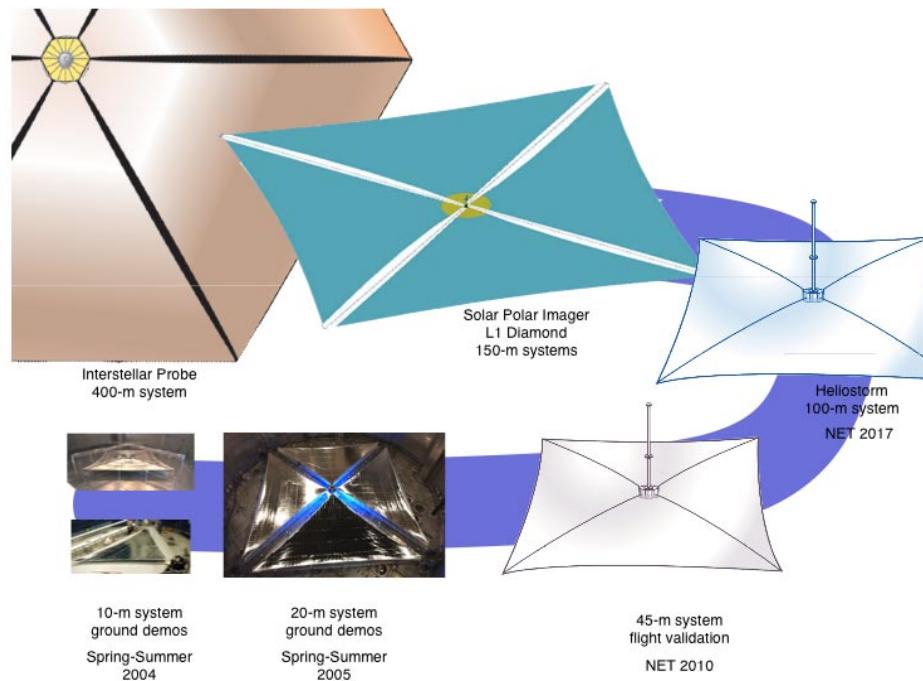 Interstellar Probe
400-m system
Solar Polar Imager
L1 Diamond
150-m systems
Heliostorm
100-m system
NET 2017
10-m system
ground demos
Spring-Summer
2004
20-m system
ground demos
Spring-Summer
2005
45-m system
flight validation
NET 2010